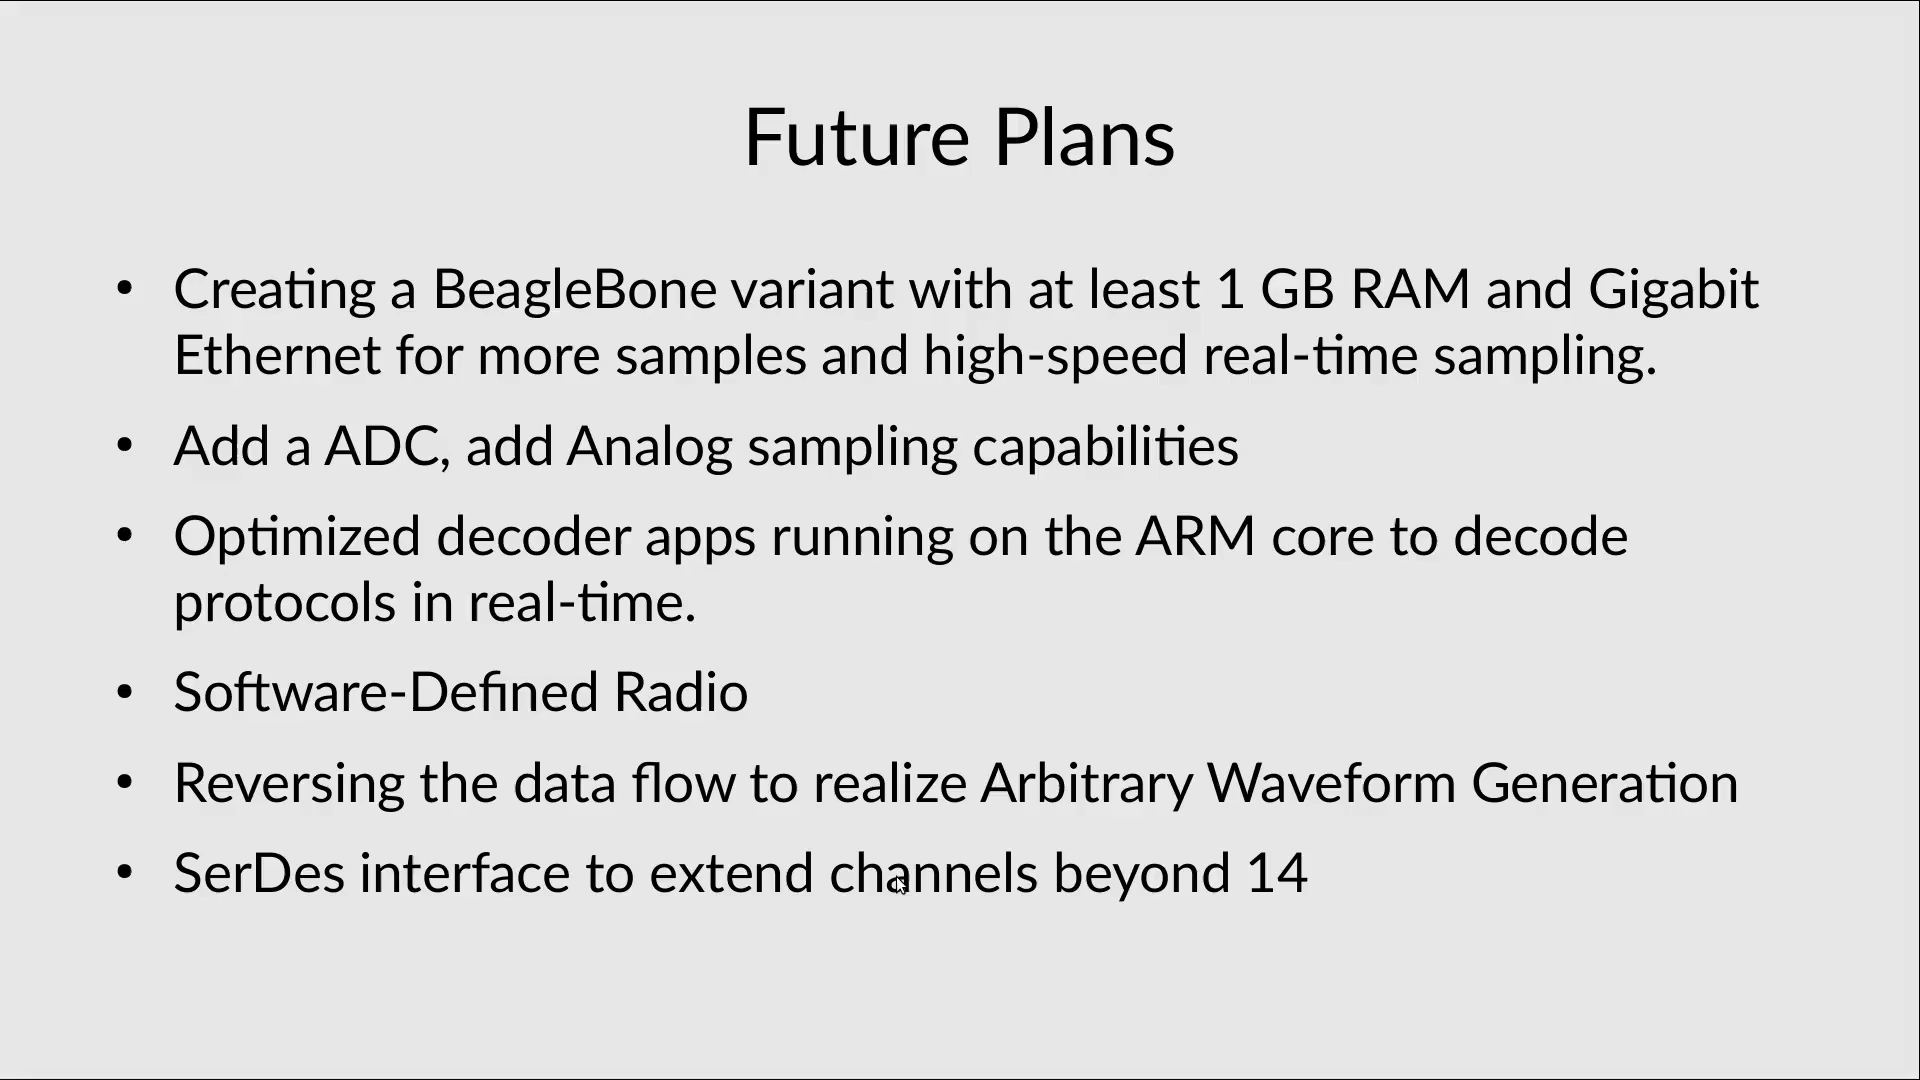 Future Plans
• Creating a BeagleBone variant with at least 1 GB RAM and Gigabit
Ethernet for more samples and high-speed real-time sampling.
• Add a ADC, add Analog sampling capabilities
• Optimized decoder apps running on the ARM core to decode
protocols in real-time.
• Software-Defined Radio
• Reversing the data flow to realize Arbitrary Waveform Generation
• SerDes interface to extend channels beyond 14